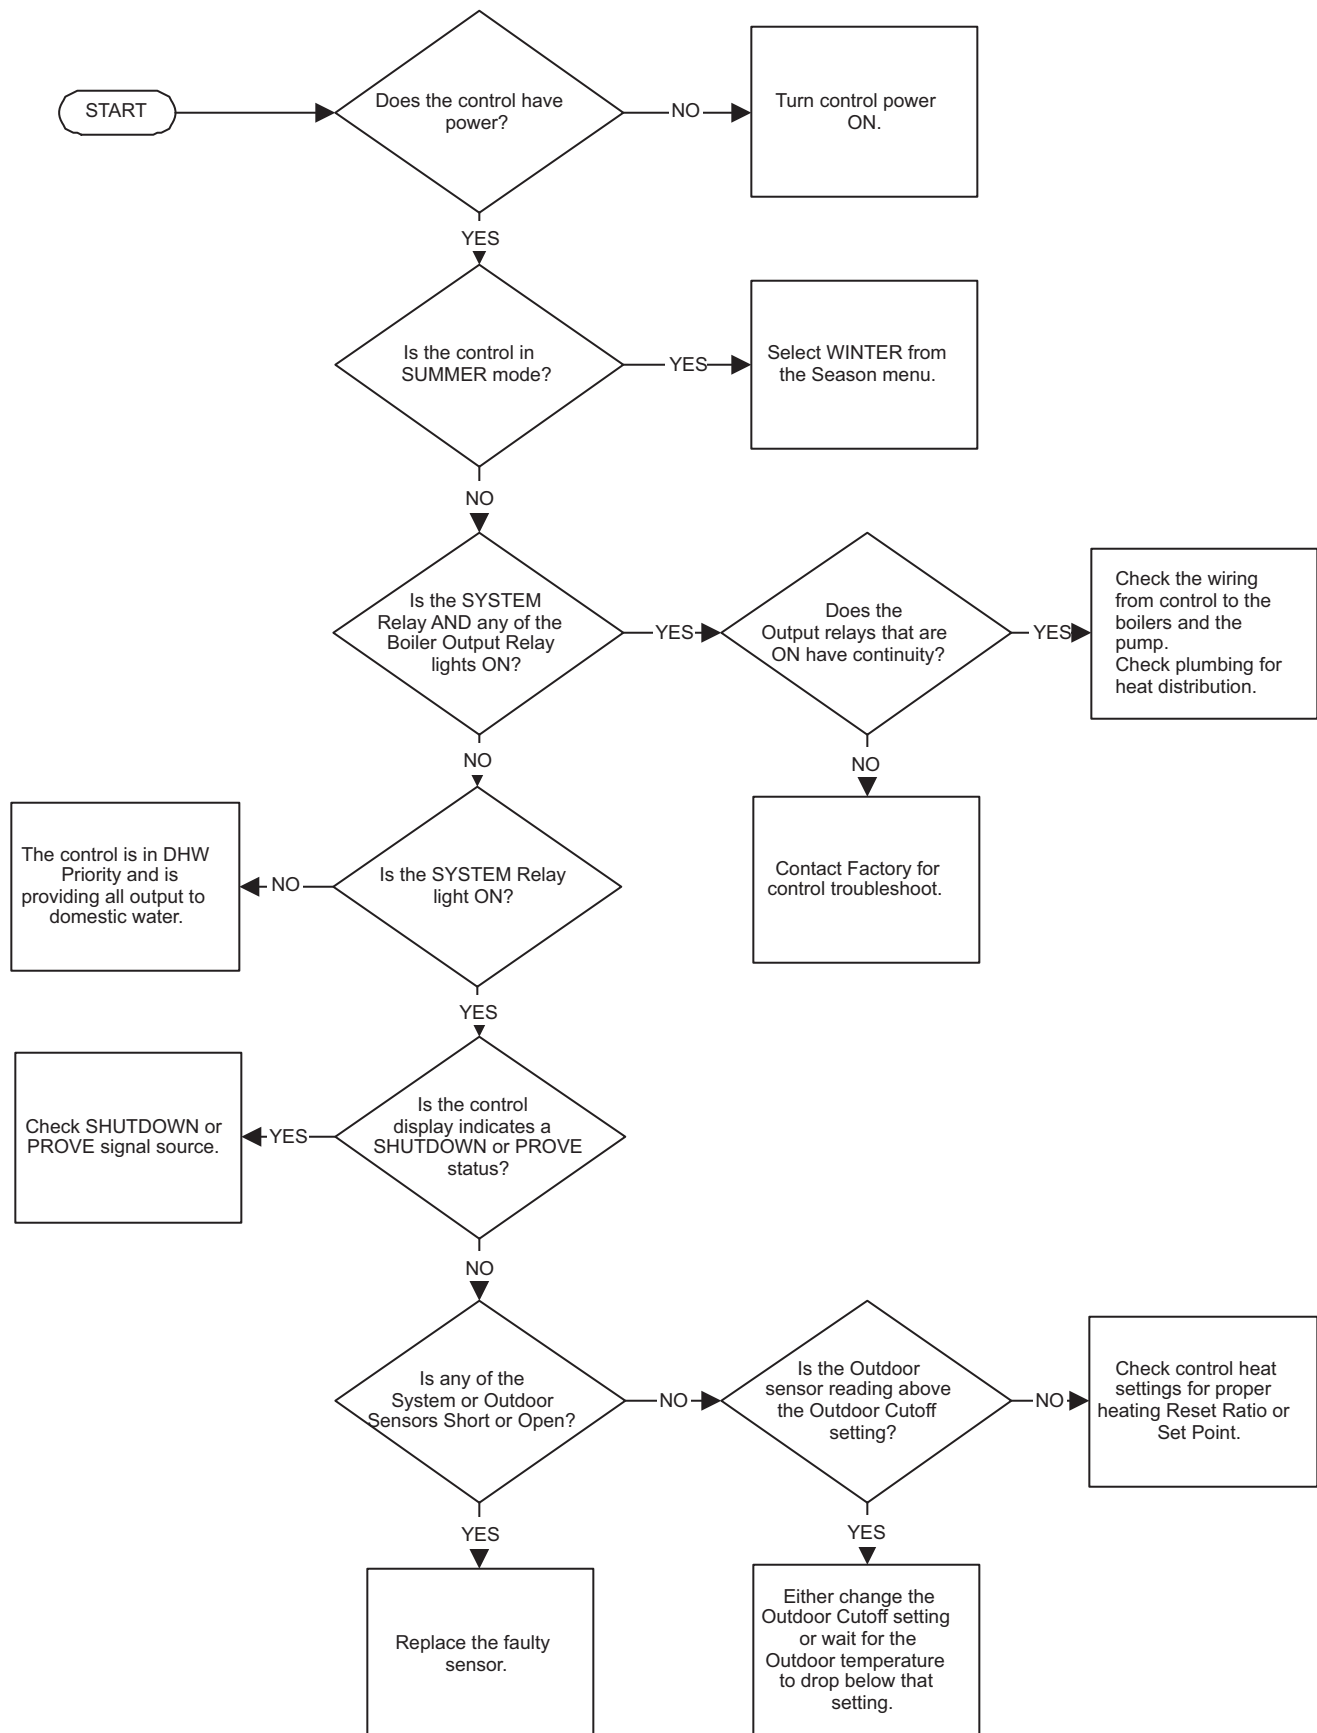 START
Does the control have
power?
NO
Turn control power
ON.
YES
Is the control in
SUMMER mode?
YES
Select WINTER from
the Season menu.
NO
Is the SYSTEM
Relay AND any of the
Boiler Output Relay
lights ON?
YES
Does the
Output relays that are
ON have continuity?
YES
Check the wiring
from control to the
boilers and the
pump.
Check plumbing for
heat distribution.
NO
NO
Contact Factory for
control troubleshoot.
Is the SYSTEM Relay
light ON?
NO
The control is in DHW
Priority and is
providing all output to
domestic water.
YES
Is the control
display indicates a
SHUTDOWN or PROVE
status?
YES
Check SHUTDOWN or
PROVE signal source.
NO
Is any of the
System or Outdoor
Sensors Short or Open?
NO
Is the Outdoor
sensor reading above
the Outdoor Cutoff
setting?
NO
Check control heat
settings for proper
heating Reset Ratio or
Set Point.
YES
Replace the faulty
sensor.
YES
Either change the
Outdoor Cutoff setting
or wait for the
Outdoor temperature
to drop below that
setting.